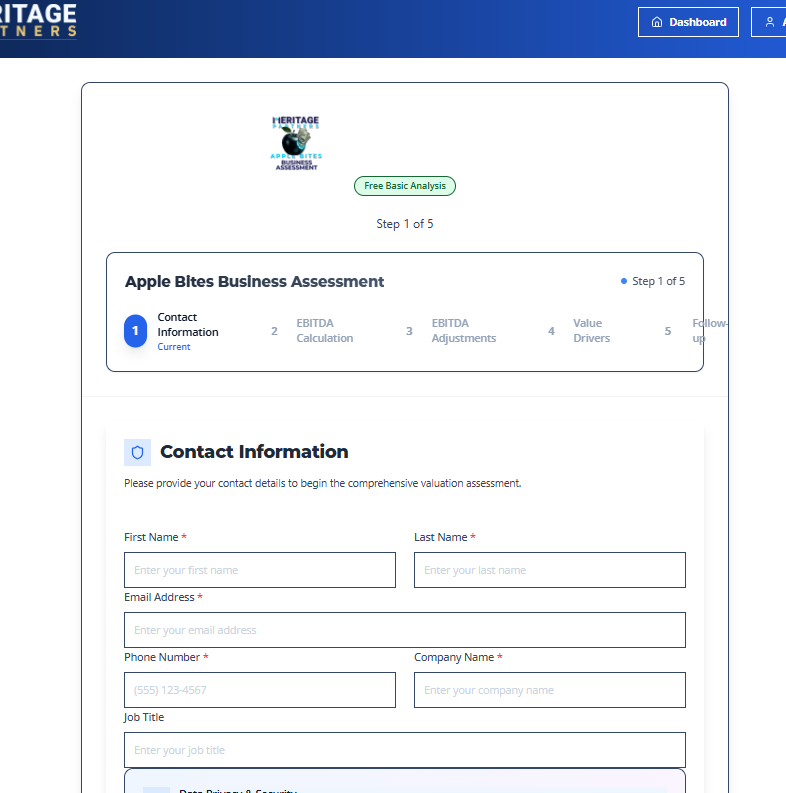 RITAGE
TNERS
Dashboard
HERITAGE
PARTNERS
APPLE BITES
BUSINESS
ASSESSMENT
Free Basic Analysis
Step 1 of 5
Apple Bites Business Assessment
Step 1 of 5
1
Contact
Information
Current
2
EBITDA
Calculation
3
EBITDA
Adjustments
4
Value
Drivers
5
Follow-
up
Contact Information
Please provide your contact details to begin the comprehensive valuation assessment.
First Name *
Last Name *
Enter your first name
Enter your last name
Email Address *
Enter your email address
Phone Number *
Company Name *
(555) 123-4567
Enter your company name
Job Title
Enter your job title
Data Privacy & Security